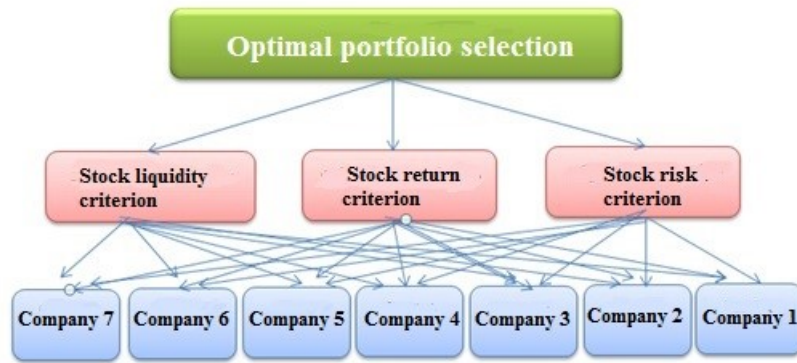 Optimal portfolio selection
Stock liquidity
criterion
Stock return
criterion
Stock risk
criterion
Company 7
Company 6
Company 5
Company 4
Company 3
Company 2
Company 1